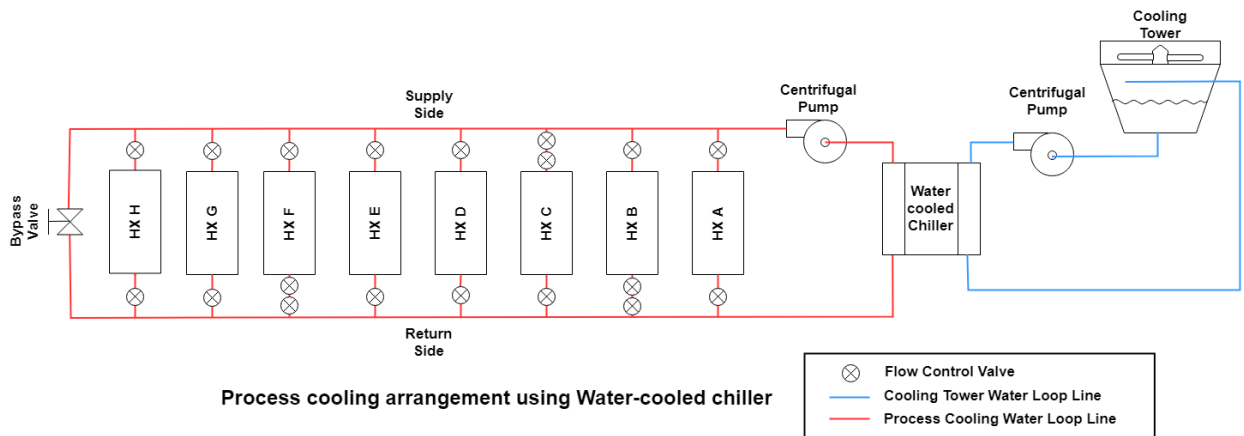 Cooling
Tower
Centrifugal
Pump
Centrifugal
Pump
Supply
Side
Bypass
Valve
HX H
HX G
HX F
HX E
HX D
HX C
HX B
HX A
Water
cooled
Chiller
Return
Side
Process cooling arrangement using Water-cooled chiller
Flow Control Valve
Cooling Tower Water Loop Line
Process Cooling Water Loop Line